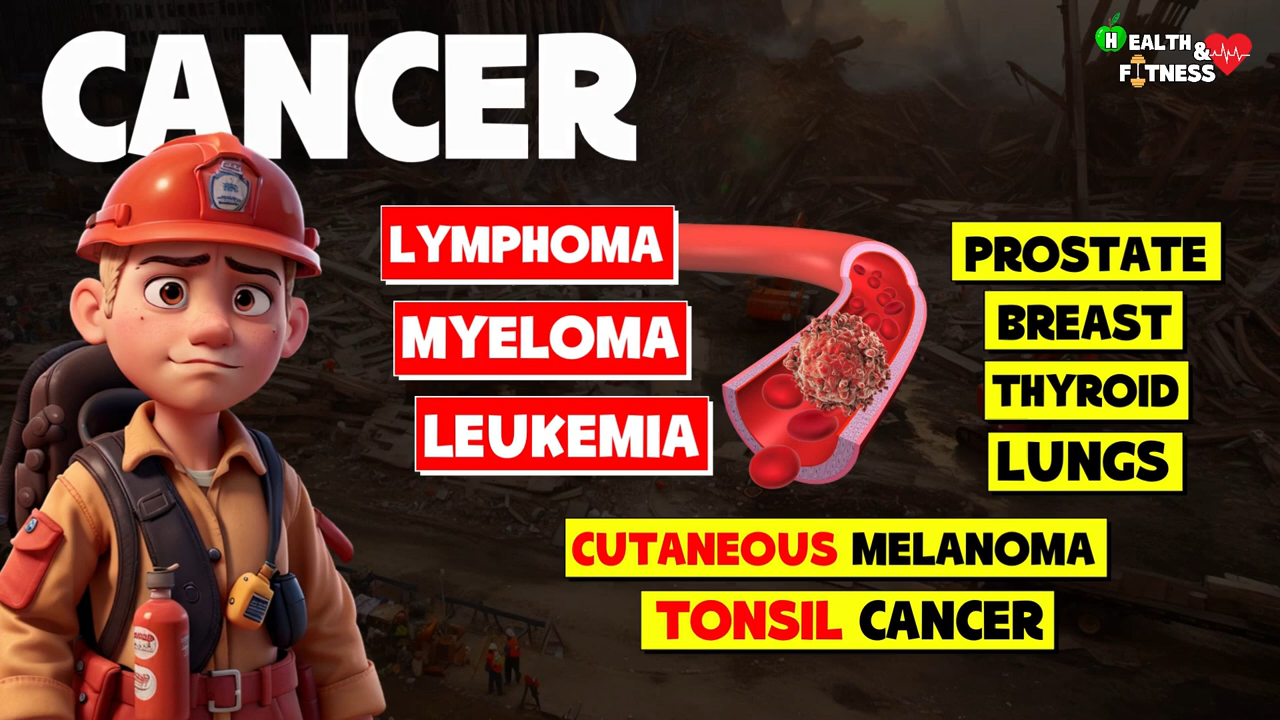 CANCER
HEALTH
&
FITNESS
LYMPHOMA
MYELOMA
LEUKEMIA
PROSTATE
BREAST
THYROID
LUNGS
CUTANEOUS MELANOMA
TONSIL CANCER